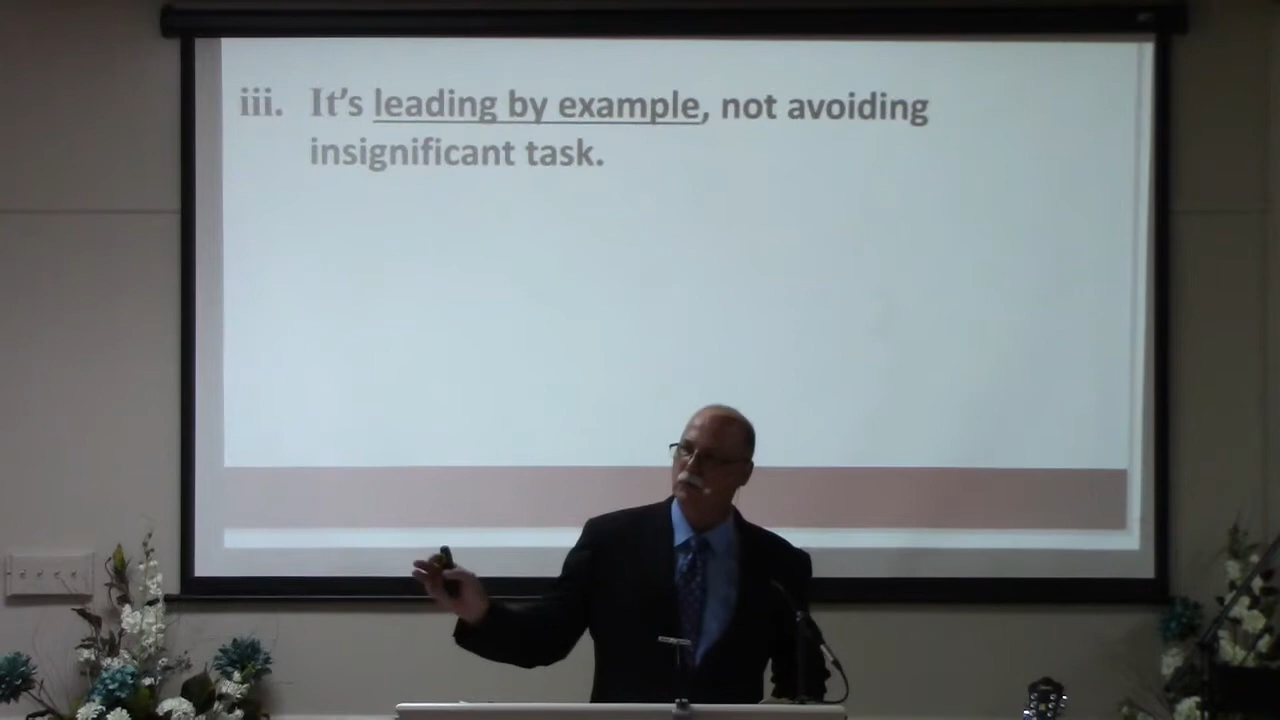 iii. It's leading by example, not avoiding
insignificant task.